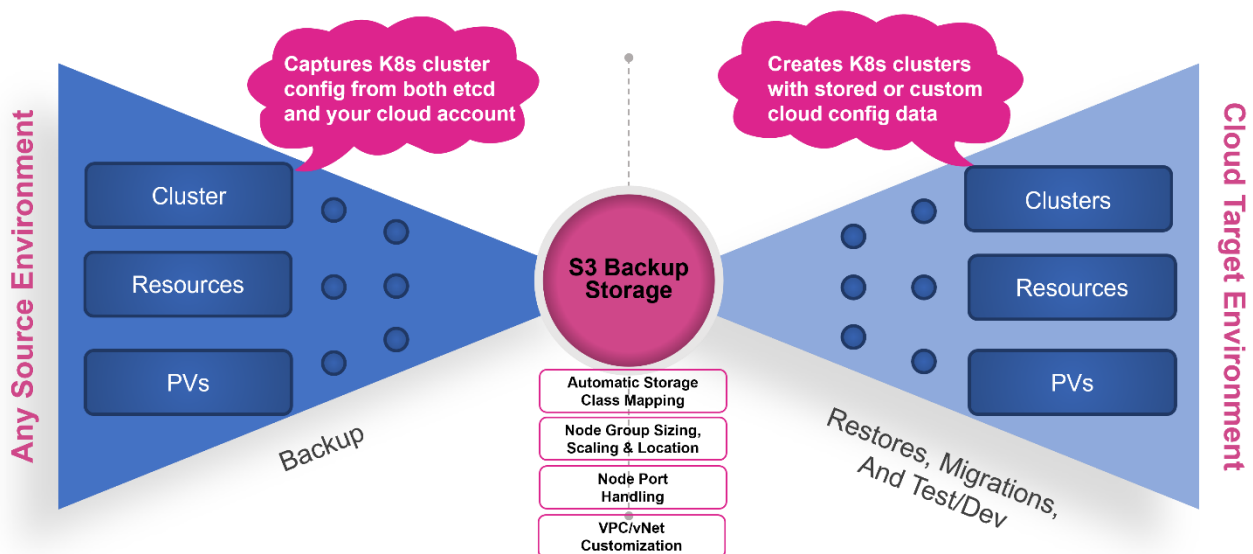 Any Source Environment
Captures K8s cluster
config from both etcd
and your cloud account
Cluster
Resources
PVs
Backup
S3 Backup
Storage
Automatic Storage
Class Mapping
Node Group Sizing,
Scaling & Location
Node Port
Handling
VPC/vNet
Customization
Creates K8s clusters
with stored or custom
cloud config data
Clusters
Resources
PVs
Restores, Migrations,
And Test/Dev
Cloud Target Environment